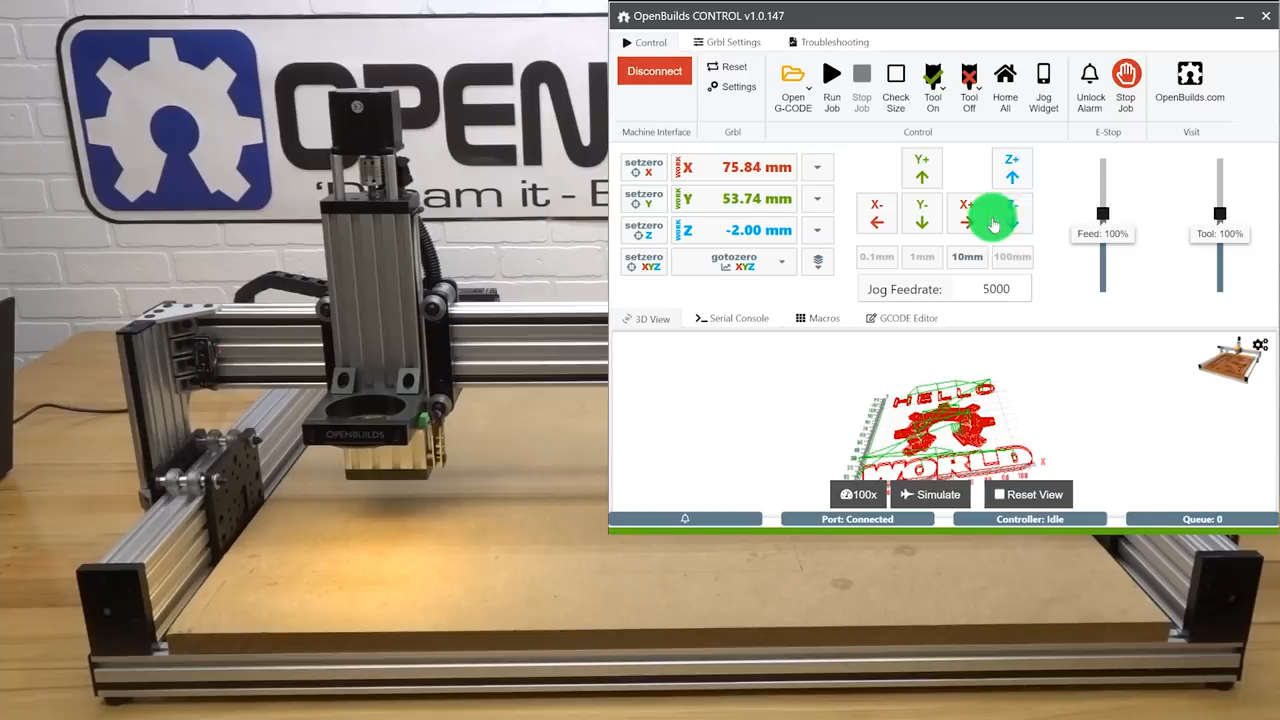 OPEN
'Dream it - B
OPENBUILDS
OpenBuilds CONTROL v1.0.147
Control
Grbl Settings
Troubleshooting
Disconnect
Reset
Settings
Open
G-CODE
Run
Job
Stop
Job
Check
Size
Tool
On
Tool
Off
Home
All
Jog
Widget
Unlock
Alarm
Stop
Job
OpenBuilds.com
Machine Interface
Grbl
Control
E-Stop
Visit
setzero
X
WORK
X
75.84 mm
setzero
Y
WORK
Y
53.74 mm
setzero
Z
WORK
Z
-2.00 mm
setzero
XYZ
gotozero
XYZ
Y+
Z+
X-
Y-
X+
0.1mm
1mm
10mm
100mm
Jog Feedrate:
5000
Feed: 100%
Tool: 100%
3D View
Serial Console
Macros
GCODE Editor
HELLO
WORLD
X
100x
Simulate
Reset View
Port: Connected
Controller: Idle
Queue: 0